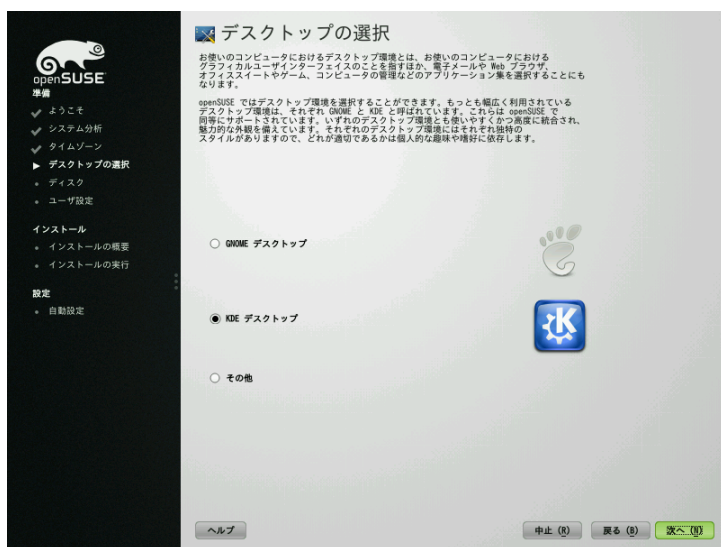 openSUSE
準備
ようこそ
システム分析
タイムゾーン
デスクトップの選択
ディスク
ユーザ設定
インストール
インストールの概要
インストールの実行
設定
自動設定
デスクトップの選択
お使いのコンピュータにおけるデスクトップ環境とは、お使いのコンピュータにおける
グラフィカルユーザインターフェイスのことを指すほか、電子メールや Web ブラウザ、
オフィススイートやゲーム、コンピュータの管理などのアプリケーション集を選択することにも
なります。
openSUSE ではデスクトップ環境を選択することができます。もっとも幅広く利用されている
デスクトップ環境は、それぞれ GNOME と KDE と呼ばれています。これらは openSUSE で
同等にサポートされています。いずれのデスクトップ環境とも使いやすくかつ高度に統合され、
魅力的な外観を備えています。それぞれのデスクトップ環境にはそれぞれ独特の
スタイルがありますので、どれが適切であるかは個人的な趣味や嗜好に依存します。
GNOME デスクトップ
KDE デスクトップ
その他
ヘルプ
中止 (R)
戻る (B)
次へ (N)